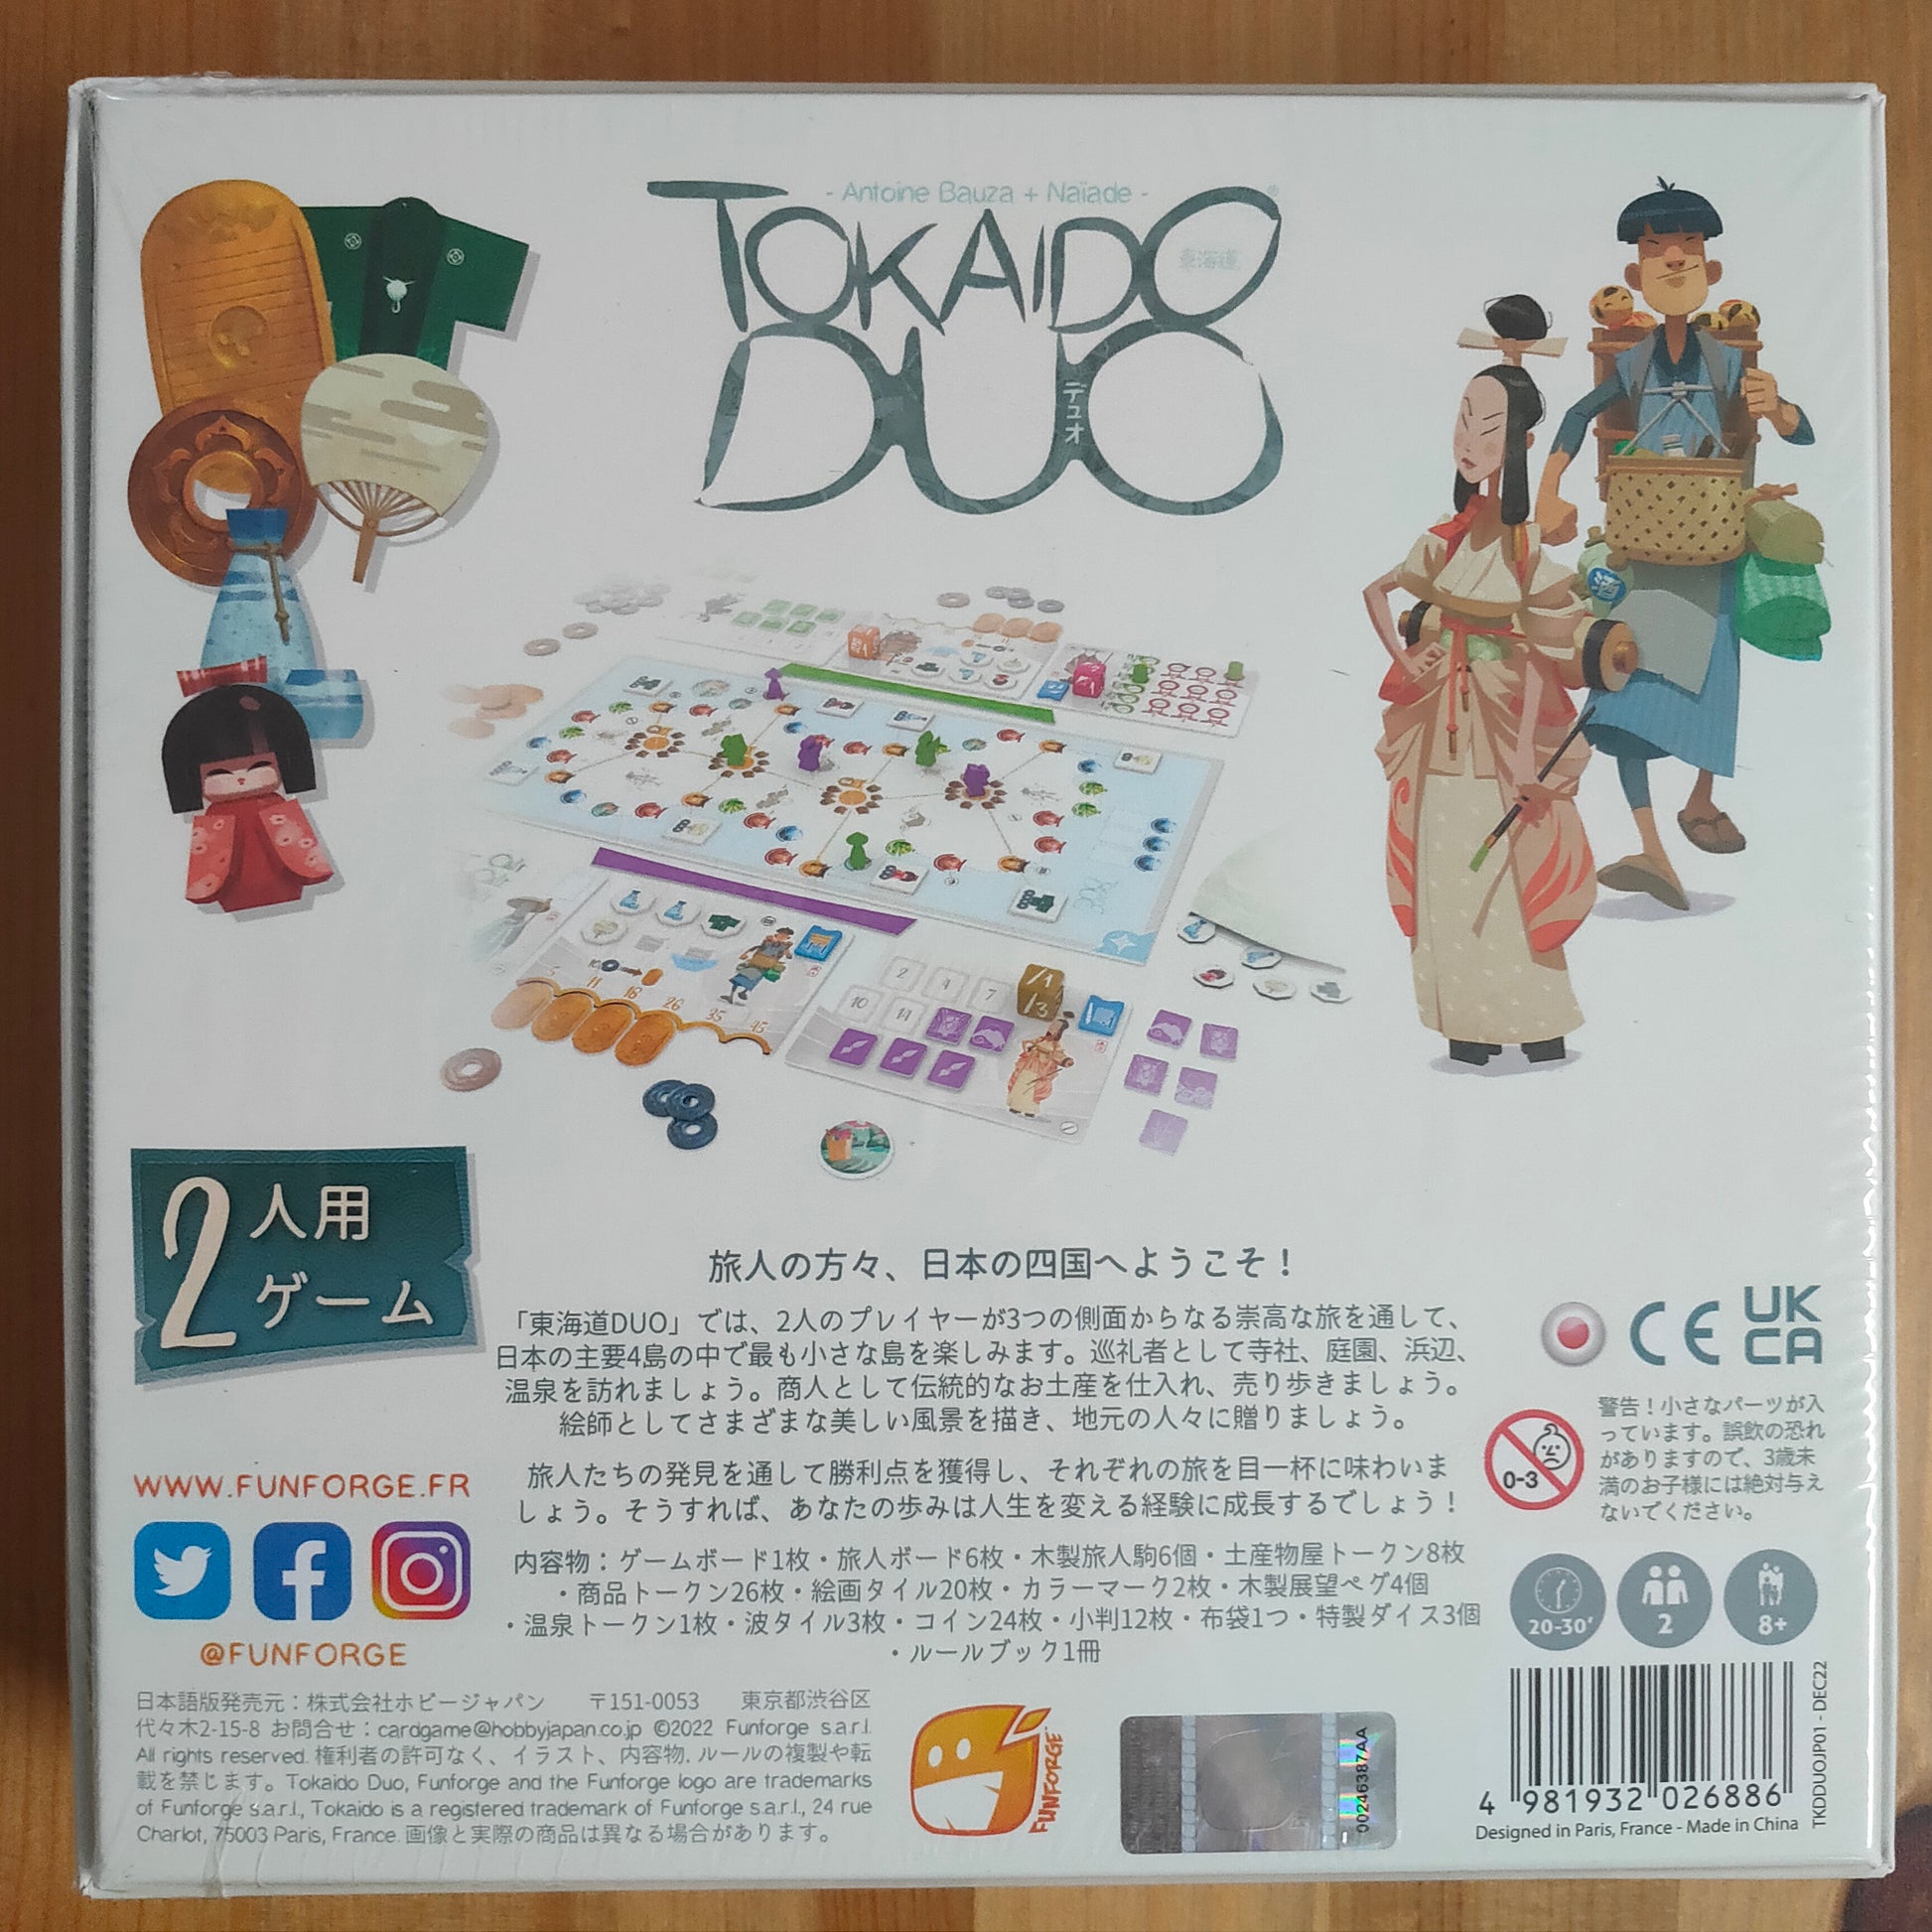 - Antoine Bauza + Naïade -
TOKAIDO®
東海道
DUO
デュオ
2
人用
ゲーム
旅人の方々、日本の四国へようこそ！
「東海道DUO」では、2人のプレイヤーが3つの側面からなる崇高な旅を通して、
日本の主要4島の中で最も小さな島を楽しみます。巡礼者として寺社、庭園、浜辺、
温泉を訪れましょう。商人として伝統的なお土産を仕入れ、売り歩きましょう。
絵師としてさまざまな美しい風景を描き、地元の人々に贈りましょう。
旅人たちの発見を通して勝利点を獲得し、それぞれの旅を目一杯に味わいま
しょう。そうすれば、あなたの歩みは人生を変える経験に成長するでしょう！
内容物：ゲームボード1枚・旅人ボード6枚・木製旅人駒6個・土産物屋トークン8枚
・商品トークン26枚・絵画タイル20枚・カラーマーク2枚・木製展望ペグ4個
・温泉トークン1枚・波タイル3枚・コイン24枚・小判12枚・布袋1つ・特製ダイス3個
・ルールブック1冊
WWW.FUNFORGE.FR
@FUNFORGE
CE
UK
CA
0-3
警告！小さなパーツが入
っています。誤飲の恐れ
がありますので、3歳未
満のお子様には絶対与え
ないでください。
20-30'
2
8+
日本語版発売元：株式会社ホビージャパン 〒151-0053 東京都渋谷区
代々木2-15-8 お問合せ：cardgame@hobbyjapan.co.jp ©2022 Funforge s.a.r.l.
All rights reserved. 権利者の許可なく、イラスト、内容物、ルールの複製や転
載を禁じます。Tokaido Duo, Funforge and the Funforge logo are trademarks
of Funforge s.a.r.l., Tokaido is a registered trademark of Funforge s.a.r.l., 24 rue
Charlot, 75003 Paris, France. 画像と実際の商品は異なる場合があります。
FUNFORGE
00246387AA
4 981932 026886
Designed in Paris, France - Made in China
TKDDUOJP01 - DEC22
2 4 7
10 14
5 11 18 26 35 45